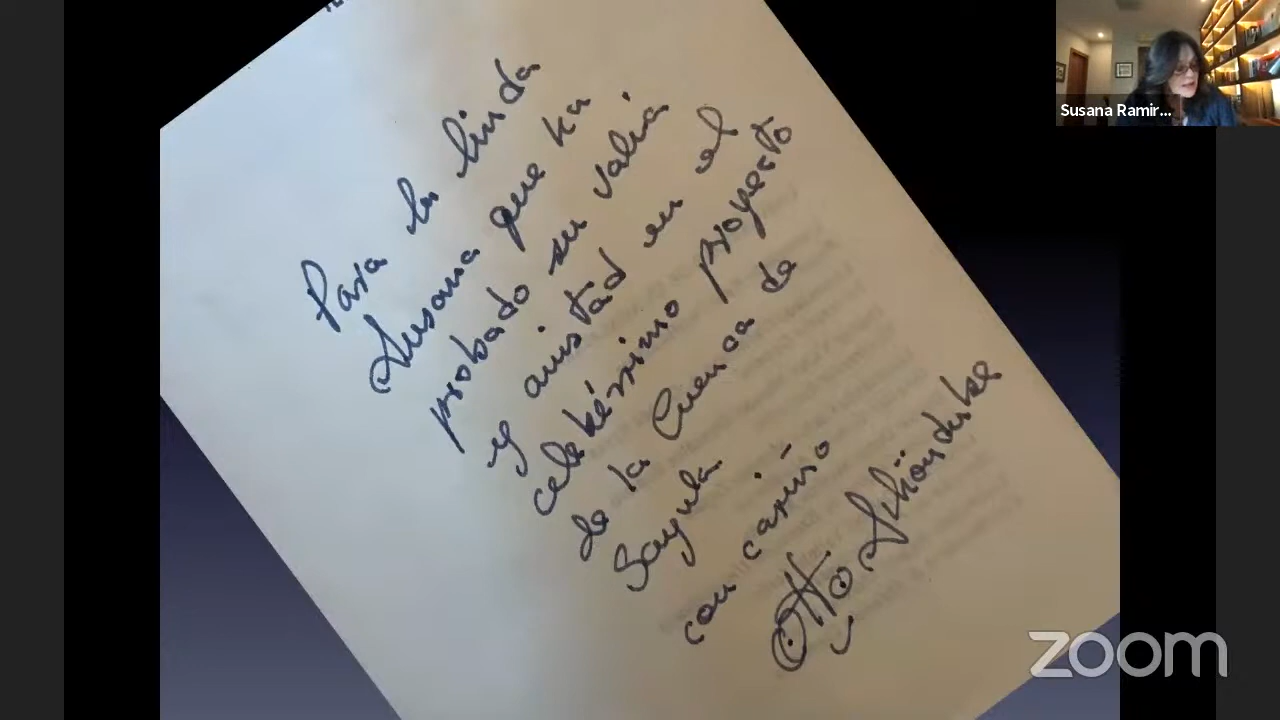 Para la linda
Susana que ha
probado su valía
y amistad en el
celebérrimo proyecto
de la Cuenca de
Sayula
con cariño
Otto Schöndube
Susana Ramir...
zoom